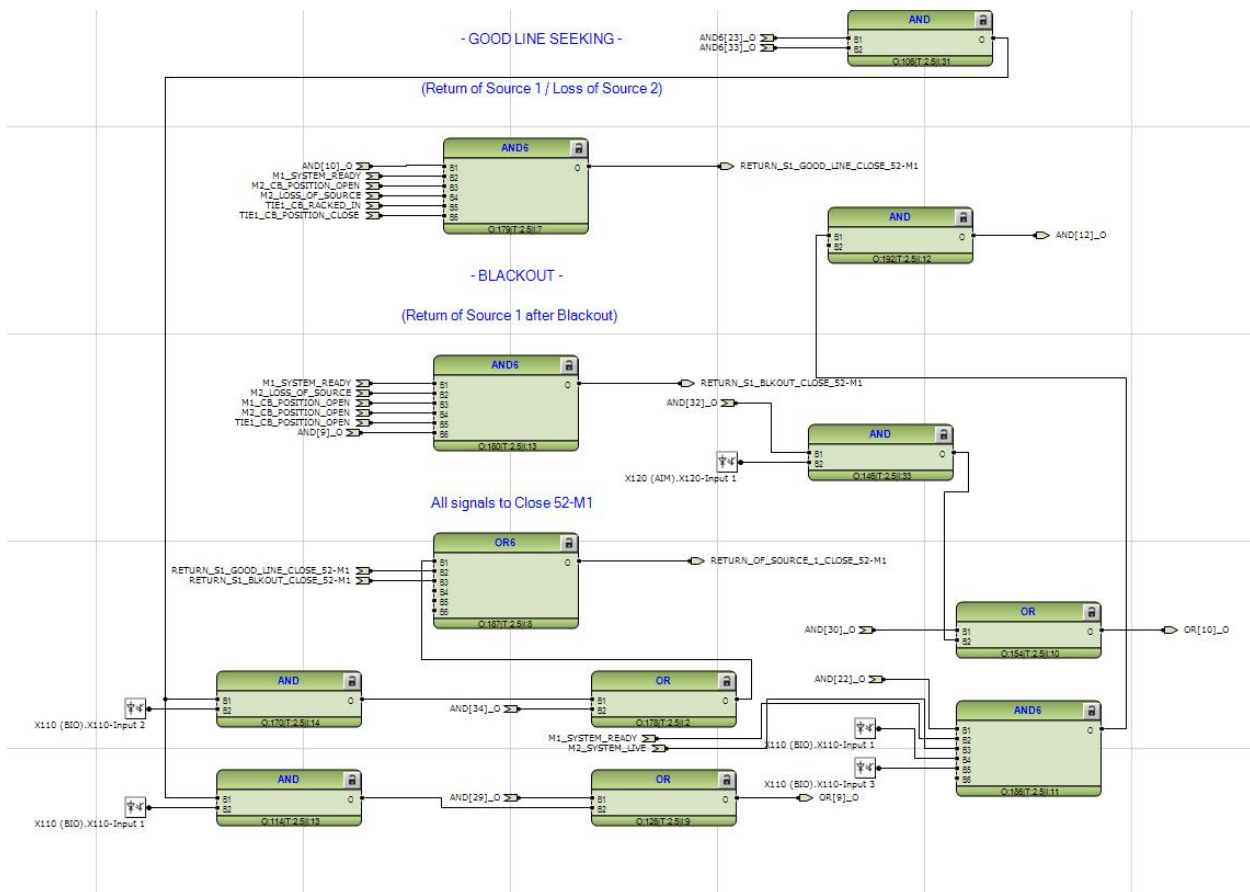 AND
- GOOD LINE SEEKING -
AND6[23]_O
AND6[33]_O
B1
B2
O
O:106|T:2.5|I:31
(Return of Source 1 / Loss of Source 2)
AND6
AND[10]_O
M1_SYSTEM_READY
M2_CB_POSITION_OPEN
M2_LOSS_OF_SOURCE
TIE1_CB_RACKED_IN
TIE1_CB_POSITION_CLOSE
B1
B2
B3
B4
B5
B6
O
RETURN_S1_GOOD_LINE_CLOSE_52-M1
O:179|T:2.5|I:7
AND
B1
B2
O
AND[12]_O
O:192|T:2.5|I:12
- BLACKOUT -
(Return of Source 1 after Blackout)
AND6
M1_SYSTEM_READY
M2_LOSS_OF_SOURCE
M1_CB_POSITION_OPEN
M2_CB_POSITION_OPEN
TIE1_CB_POSITION_OPEN
AND[9]_O
B1
B2
B3
B4
B5
B6
O
RETURN_S1_BLKOUT_CLOSE_52-M1
O:180|T:2.5|I:13
AND[32]_O
AND
B1
B2
O
X120 (AIM).X120-Input 1
O:146|T:2.5|I:33
All signals to Close 52-M1
OR6
RETURN_S1_GOOD_LINE_CLOSE_52-M1
RETURN_S1_BLKOUT_CLOSE_52-M1
B1
B2
B3
B4
B5
B6
O
RETURN_OF_SOURCE_1_CLOSE_52-M1
O:187|T:2.5|I:8
OR
AND[30]_O
B1
B2
O
OR[10]_O
O:154|T:2.5|I:10
AND
B1
B2
O
X110 (BIO).X110-Input 2
O:170|T:2.5|I:14
OR
AND[34]_O
B1
B2
O
O:178|T:2.5|I:2
AND[22]_O
M1_SYSTEM_READY
M2_SYSTEM_LIVE
X110 (BIO).X110-Input 1
X110 (BIO).X110-Input 3
AND6
B1
B2
B3
B4
B5
B6
O
O:186|T:2.5|I:11
AND
B1
B2
O
X110 (BIO).X110-Input 1
O:114|T:2.5|I:13
OR
AND[29]_O
B1
B2
O
OR[9]_O
O:126|T:2.5|I:9